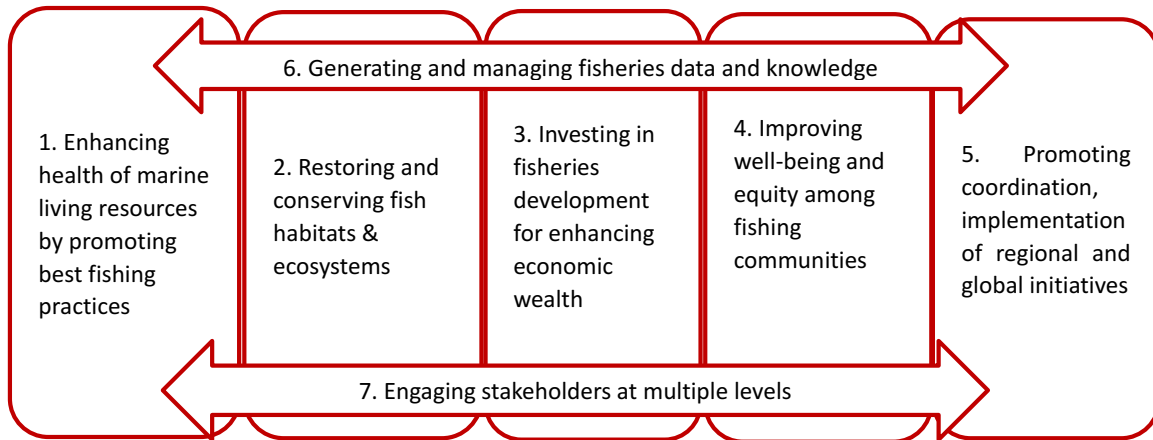 6. Generating and managing fisheries data and knowledge
1. Enhancing
health of marine
living resources
by promoting
best fishing
practices
2. Restoring and
conserving fish
habitats &
ecosystems
3. Investing in
fisheries
development
for enhancing
economic
wealth
4. Improving
well-being and
equity among
fishing
communities
5. Promoting
coordination,
implementation
of regional and
global initiatives
7. Engaging stakeholders at multiple levels